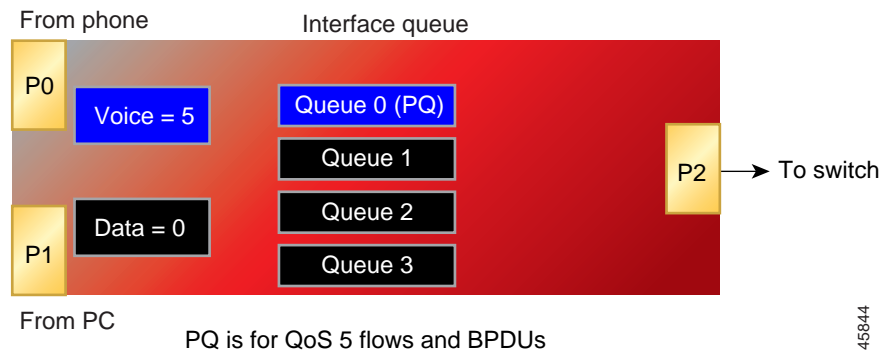 From phone
Interface queue
P0
Voice = 5
Queue 0 (PQ)
Queue 1
P2
To switch
Data = 0
Queue 2
P1
Queue 3
From PC
PQ is for QoS 5 flows and BPDUs
45844